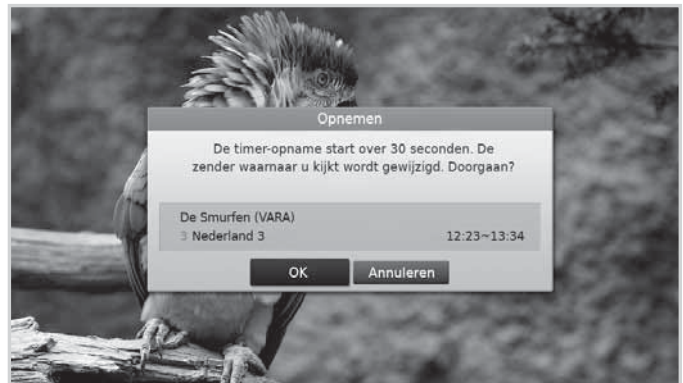 Opnemen
De timer-opname start over 30 seconden. De
zender waarnaar u kijkt wordt gewijzigd. Doorgaan?
De Smurfen (VARA)
3 Nederland 3 12:23~13:34
OK Annuleren